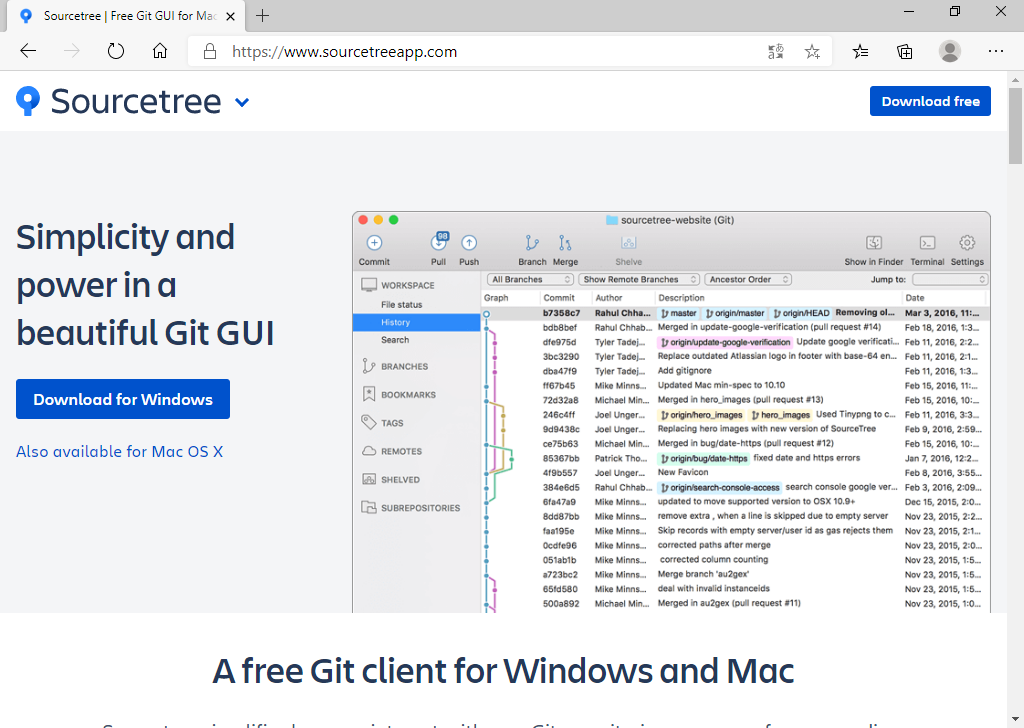 Sourcetree | Free Git GUI for Mac
https://www.sourcetreeapp.com
Sourcetree
Download free
Simplicity and
power in a
beautiful Git GUI
Download for Windows
Also available for Mac OS X
sourcetree-website (Git)
98
Commit Pull Push Branch Merge Shelve Show in Finder Terminal Settings
All Branches Show Remote Branches Ancestor Order Jump to:
WORKSPACE
File status
History
Search
BRANCHES
BOOKMARKS
TAGS
REMOTES
SHELVED
SUBREPOSITORIES
Graph Commit Author Description Date
b7358c7 Rahul Chha... master origin/master origin/HEAD Removing ol... Mar 3, 2016, 11:...
bdb8bef Rahul Chhab... Merged in update-google-verification (pull request #14) Feb 18, 2016, 1:3...
dfe975d Tyler Tadej... origin/update-google-verification Update google verificati... Feb 11, 2016, 2:2...
3bc3290 Tyler Tadej... Replace outdated Atlassian logo in footer with base-64 en... Feb 11, 2016, 2:1...
dba47f9 Tyler Tadej... Add gitignore Feb 11, 2016, 1:3...
ff67b45 Mike Minns... Updated Mac min-spec to 10.10 Feb 15, 2016, 11:...
72d32a8 Mike Minns... Merged in hero_images (pull request #13) Feb 15, 2016, 10:...
246c4ff Joel Unger... origin/hero_images hero_images Used Tinypng to c... Feb 11, 2016, 3:3...
9d9438c Joel Unger... Replacing hero images with new version of SourceTree Feb 9, 2016, 2:59...
ce75b63 Michael Min... Merged in bug/date-https (pull request #12) Feb 15, 2016, 10:...
85367bb Patrick Tho... origin/bug/date-https fixed date and https errors Jan 7, 2016, 12:2...
4f9b557 Joel Unger... New Favicon Feb 8, 2016, 3:55...
384e6d5 Rahul Chhab... origin/search-console-access search console google ver... Feb 3, 2016, 2:09...
6fa47a9 Mike Minns... updated to move supported version to OSX 10.9+ Dec 15, 2015, 2:0...
8dd87bb Mike Minns... remove extra , when a line is skipped due to empty server Nov 23, 2015, 2:2...
faa195e Mike Minns... Skip records with empty server/user id as gas rejects them Nov 23, 2015, 2:1...
0cdfe96 Mike Minns... corrected paths after merge Nov 23, 2015, 2:0...
051ab1b Mike Minns... corrected column counting Nov 23, 2015, 1:5...
a723bc2 Mike Minns... Merge branch 'au2gex' Nov 23, 2015, 1:5...
65fd580 Mike Minns... deal with invalid instanceids Nov 23, 2015, 1:5...
500a892 Michael Min... Merged in au2gex (pull request #11) Nov 23, 2015, 1:0...
A free Git client for Windows and Mac